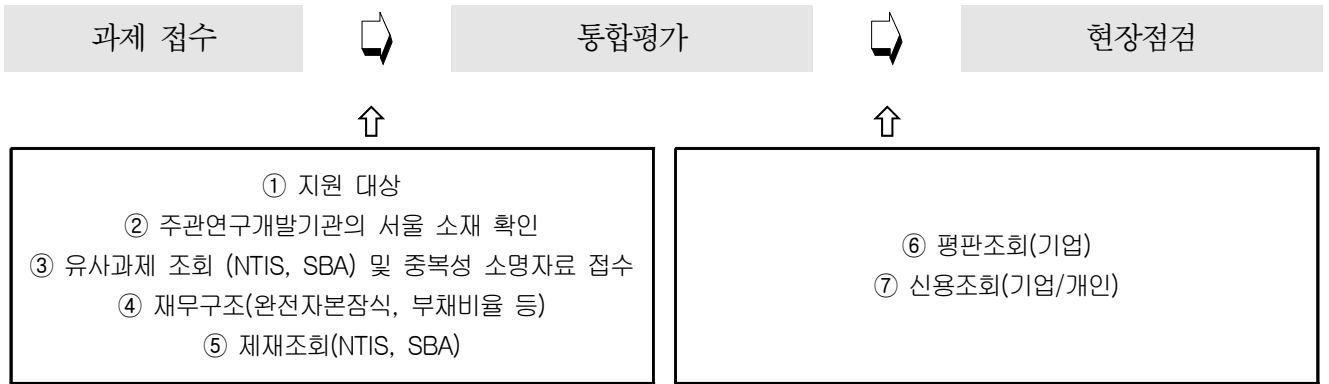 과제 접수
통합평가
현장점검
① 지원 대상
② 주관연구개발기관의 서울 소재 확인
③ 유사과제 조회 (NTIS, SBA) 및 중복성 소명자료 접수
④ 재무구조(완전자본잠식, 부채비율 등)
⑤ 제재조회(NTIS, SBA)
⑥ 평판조회(기업)
⑦ 신용조회(기업/개인)